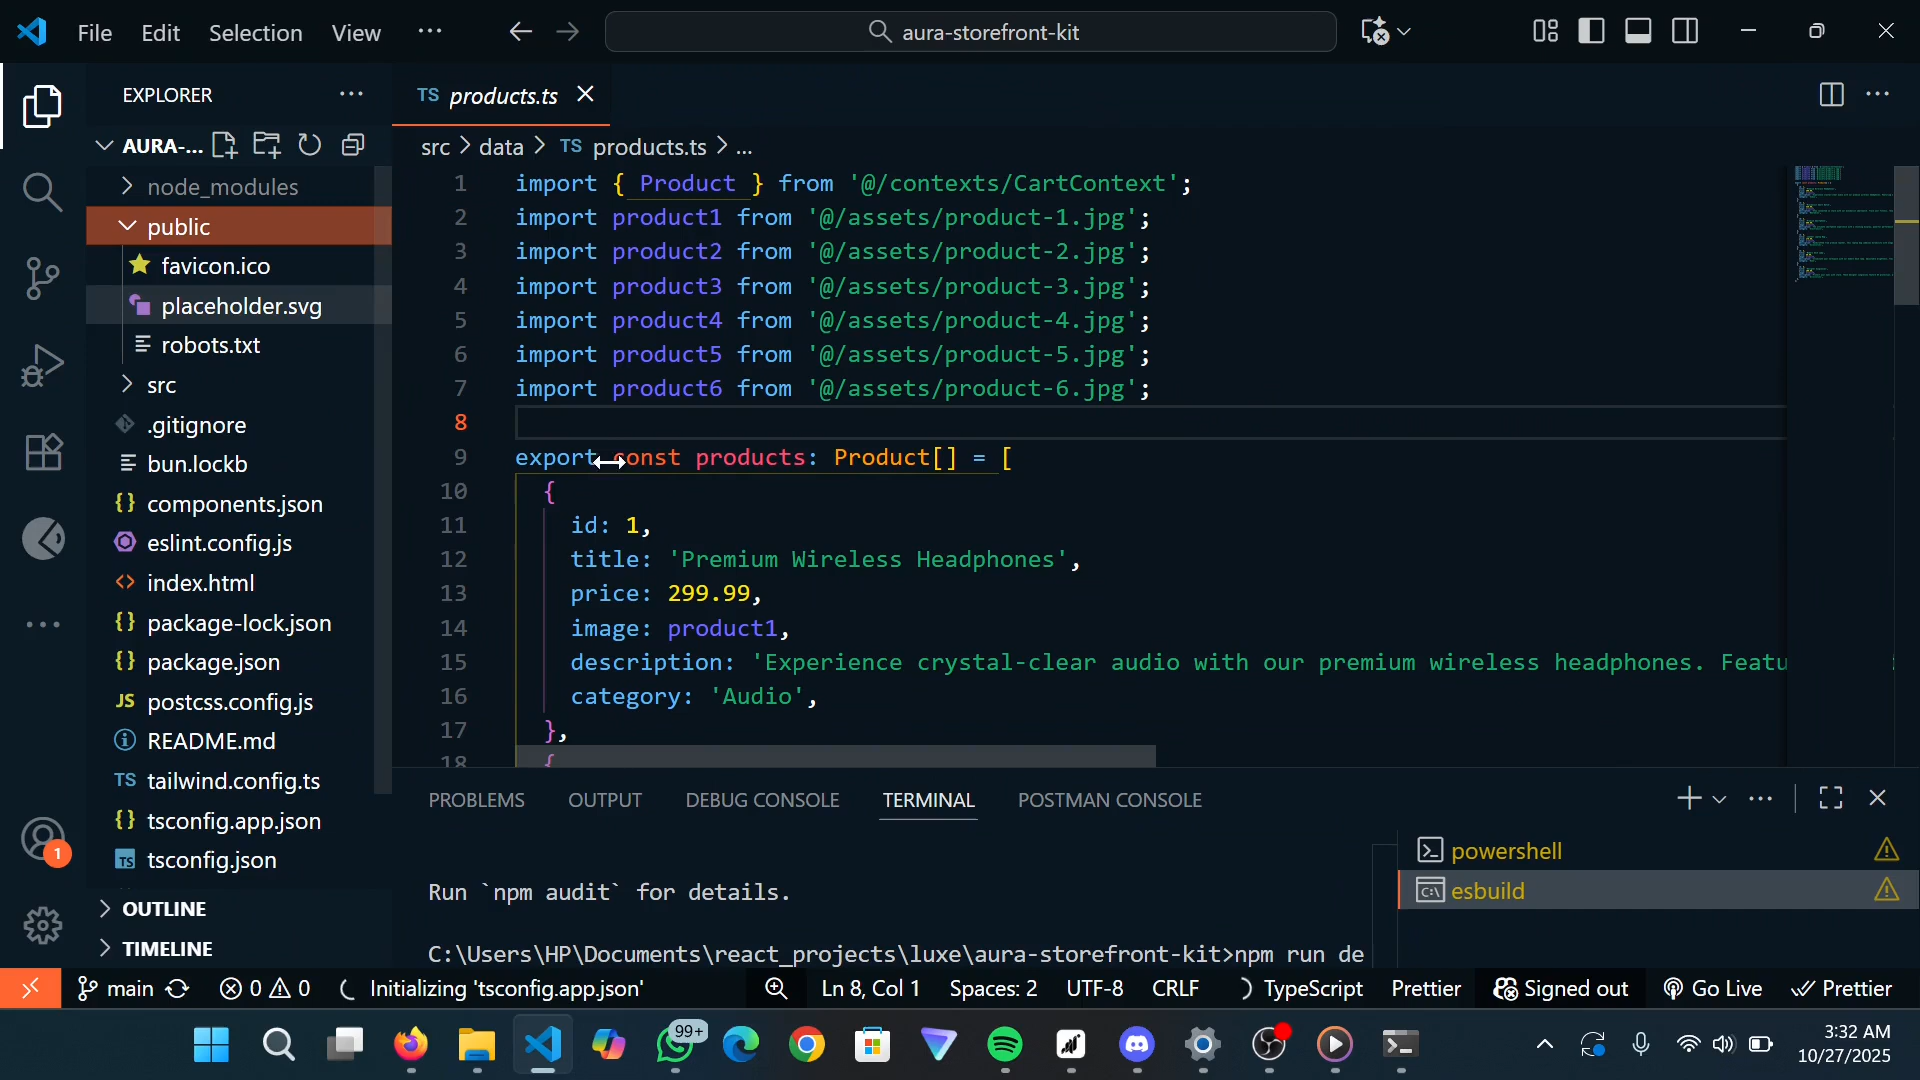 File Edit Selection View ··· aura-storefront-kit
EXPLORER ···
AURA-...
node_modules
public
favicon.ico
placeholder.svg
robots.txt
src
.gitignore
bun.lockb
{} components.json
eslint.config.js
<> index.html
{} package-lock.json
{} package.json
JS postcss.config.js
README.md
TS tailwind.config.ts
{} tsconfig.app.json
TS tsconfig.json
OUTLINE
TIMELINE
1
TS products.ts
src > data > TS products.ts > ...
1 import { Product } from '@/contexts/CartContext';
2 import product1 from '@/assets/product-1.jpg';
3 import product2 from '@/assets/product-2.jpg';
4 import product3 from '@/assets/product-3.jpg';
5 import product4 from '@/assets/product-4.jpg';
6 import product5 from '@/assets/product-5.jpg';
7 import product6 from '@/assets/product-6.jpg';
8
9 export const products: Product[] = [
10 {
11 id: 1,
12 title: 'Premium Wireless Headphones',
13 price: 299.99,
14 image: product1,
15 description: 'Experience crystal-clear audio with our premium wireless headphones. Featu
16 category: 'Audio',
17 },
18 {
PROBLEMS OUTPUT DEBUG CONSOLE TERMINAL POSTMAN CONSOLE
Run `npm audit` for details.
C:\Users\HP\Documents\react_projects\luxe\aura-storefront-kit>npm run de
powershell
esbuild
main 0 0 Initializing 'tsconfig.app.json' Ln 8, Col 1 Spaces: 2 UTF-8 CRLF TypeScript Prettier Signed out Go Live Prettier
99+
3:32 AM
10/27/2025